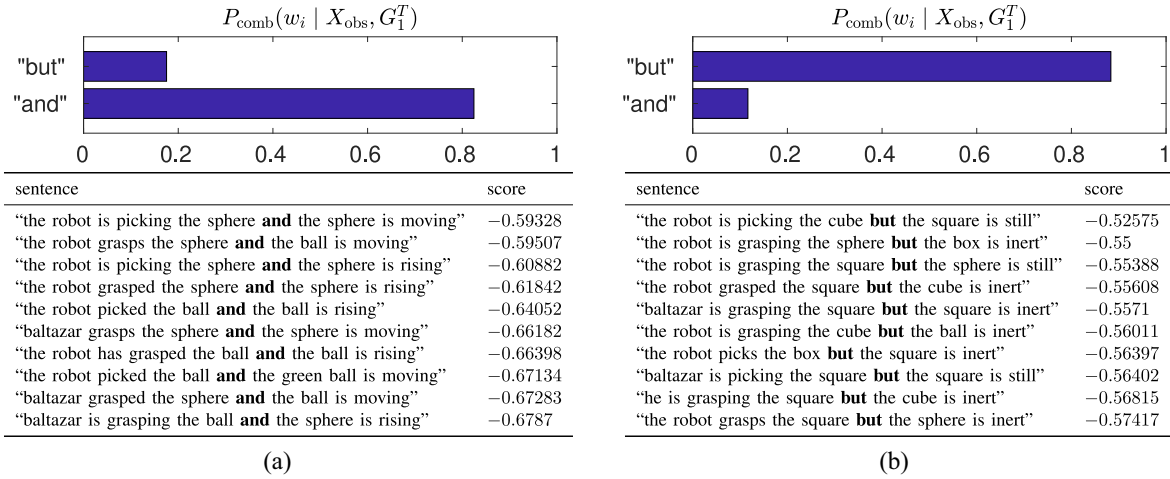 P_comb(w_i | X_obs, G_1^T)
"but"
"and"
0 0.2 0.4 0.6 0.8 1
sentence score
“the robot is picking the sphere and the sphere is moving” −0.59328
“the robot grasps the sphere and the ball is moving” −0.59507
“the robot is picking the sphere and the sphere is rising” −0.60882
“the robot grasped the sphere and the sphere is rising” −0.61842
“the robot picked the ball and the ball is rising” −0.64052
“baltazar grasps the sphere and the sphere is moving” −0.66182
“the robot has grasped the ball and the ball is rising” −0.66398
“the robot picked the ball and the green ball is moving” −0.67134
“baltazar grasped the sphere and the ball is moving” −0.67283
“baltazar is grasping the ball and the sphere is rising” −0.6787
(a)
P_comb(w_i | X_obs, G_1^T)
"but"
"and"
0 0.2 0.4 0.6 0.8 1
sentence score
“the robot is picking the cube but the square is still” −0.52575
“the robot is grasping the sphere but the box is inert” −0.55
“the robot is grasping the square but the sphere is still” −0.55388
“the robot grasped the square but the cube is inert” −0.55608
“baltazar is grasping the square but the square is inert” −0.5571
“the robot is grasping the cube but the ball is inert” −0.56011
“the robot picks the box but the square is inert” −0.56397
“baltazar is picking the square but the square is still” −0.56402
“he is grasping the square but the cube is inert” −0.56815
“the robot grasps the square but the sphere is inert” −0.57417
(b)